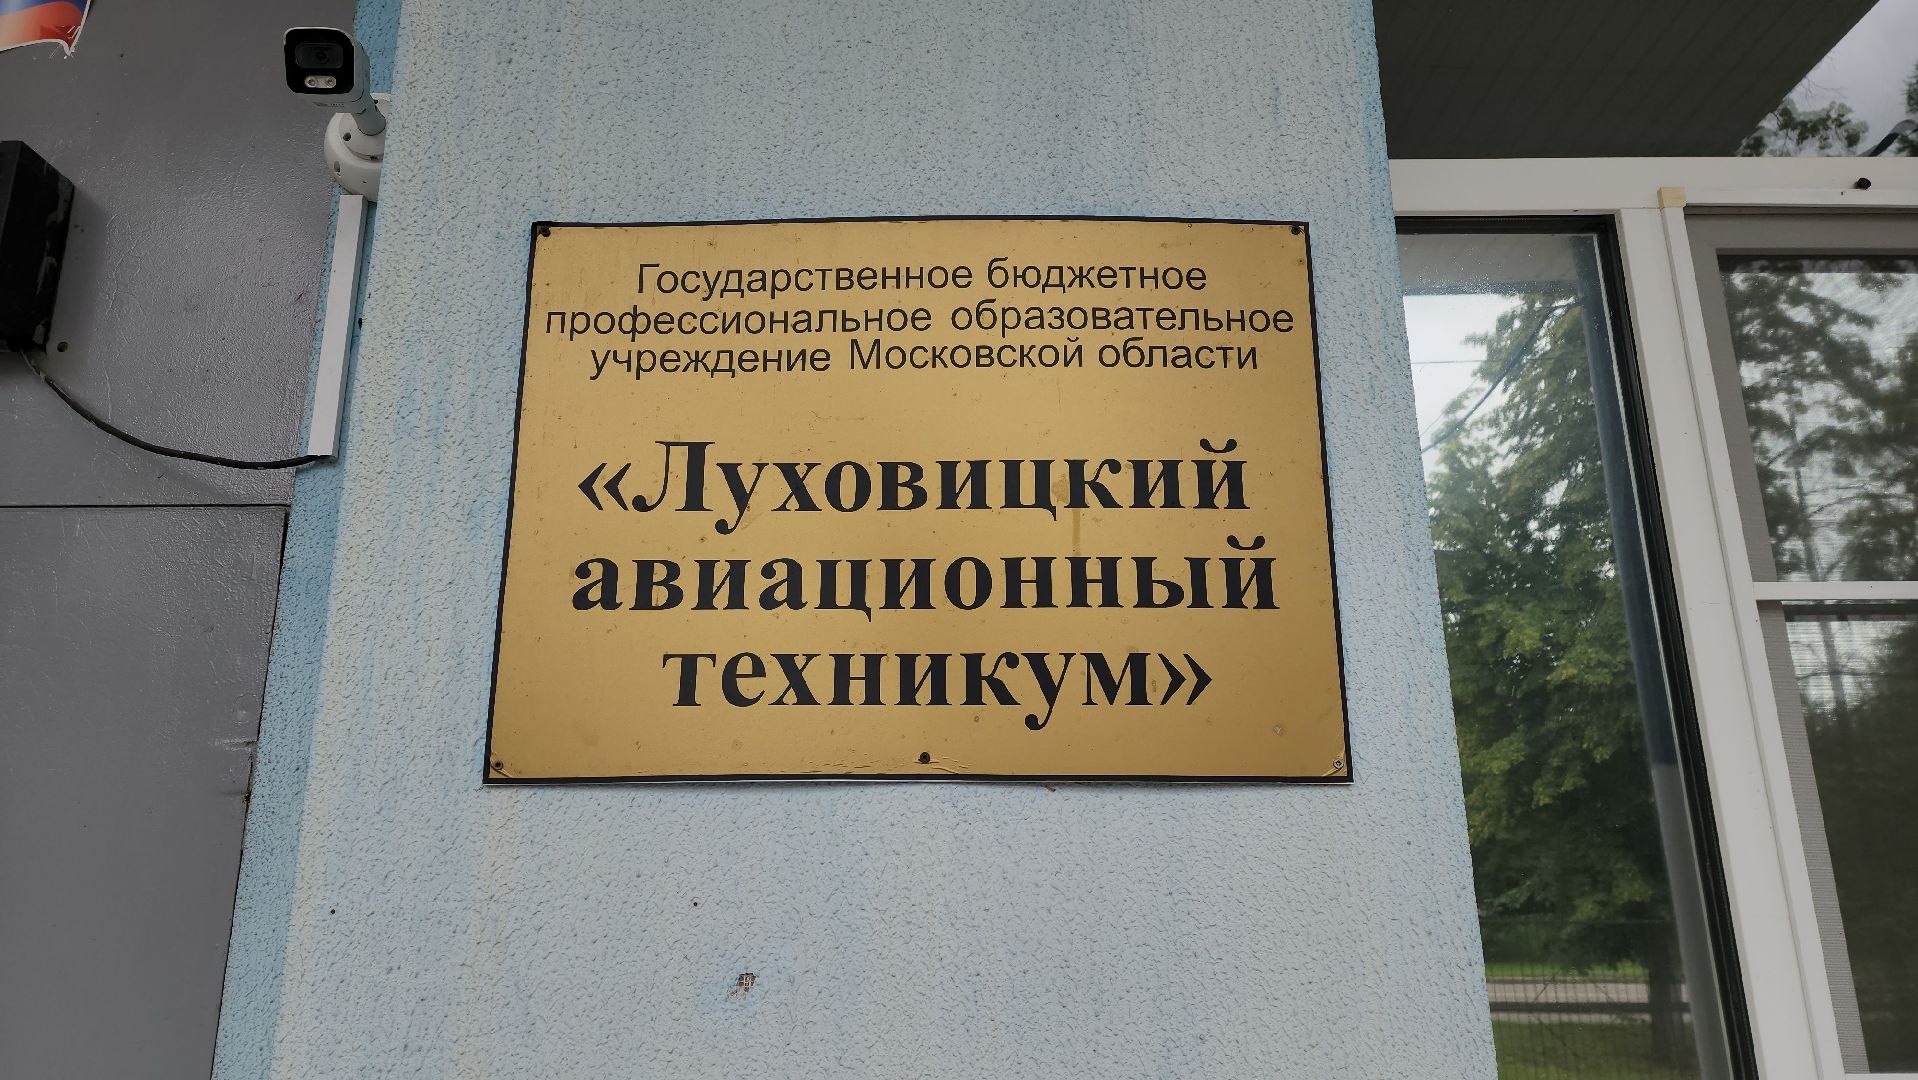 Государственное бюджетное
профессиональное образовательное
учреждение Московской области
«Луховицкий
авиационный
техникум»